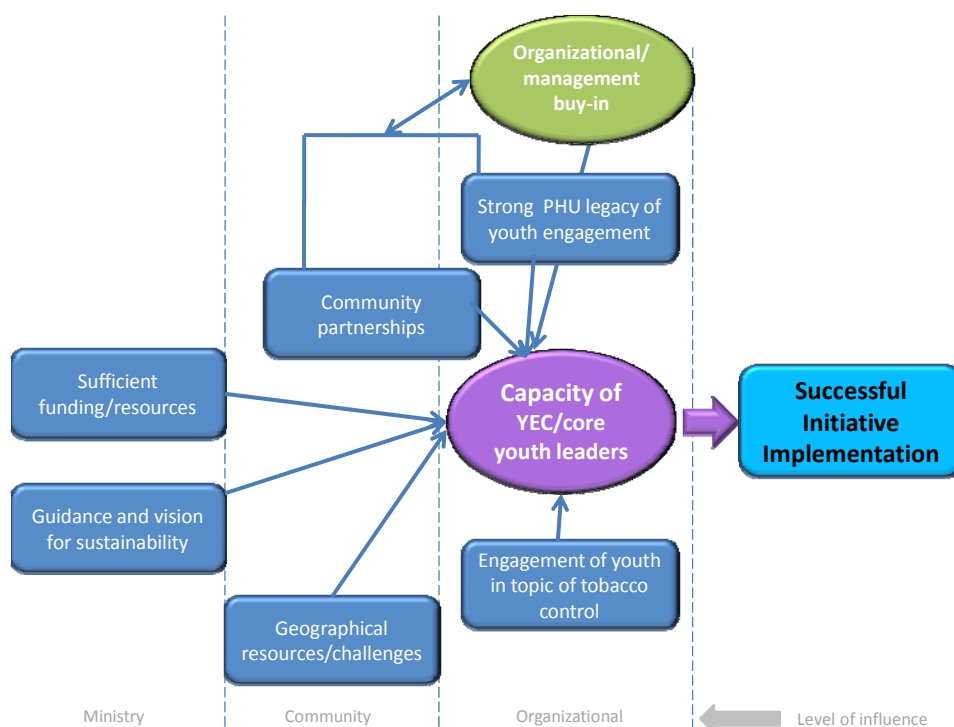 Organizational/
management
buy-in
Strong PHU legacy of
youth engagement
Community
partnerships
Sufficient
funding/resources
Capacity of
YEC/core
youth leaders
Successful
Initiative
Implementation
Guidance and vision
for sustainability
Engagement of youth
in topic of tobacco
control
Geographical
resources/challenges
Ministry
Community
Organizational
Level of influence